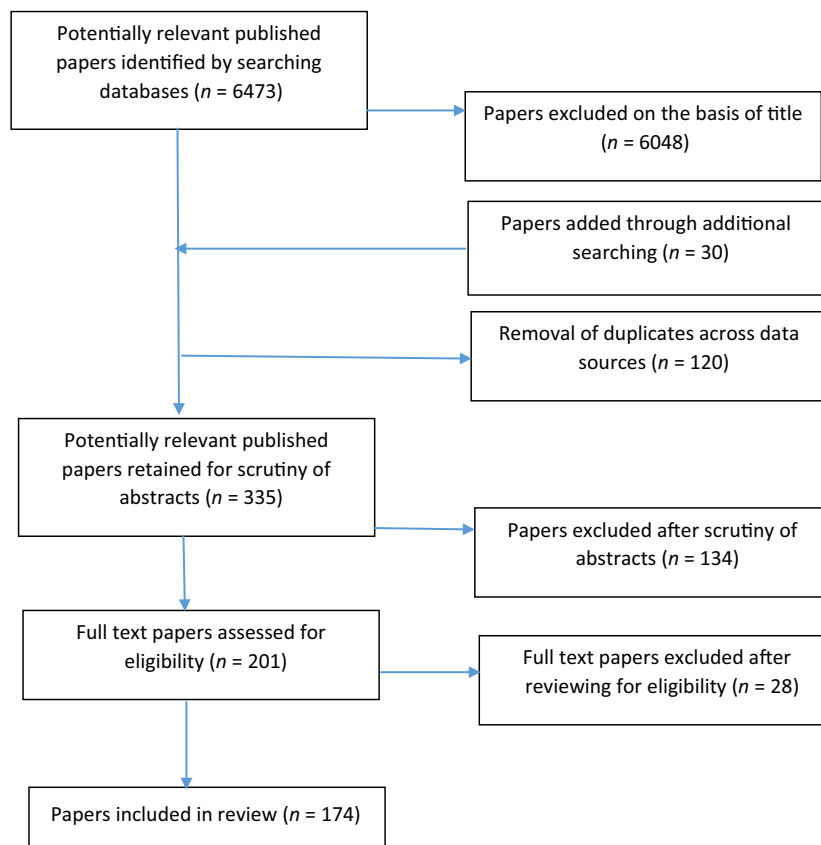 Potentially relevant published
papers identified by searching
databases (n = 6473)
Papers excluded on the basis of title
(n = 6048)
Papers added through additional
searching (n = 30)
Removal of duplicates across data
sources (n = 120)
Potentially relevant published
papers retained for scrutiny of
abstracts (n = 335)
Papers excluded after scrutiny of
abstracts (n = 134)
Full text papers assessed for
eligibility (n = 201)
Full text papers excluded after
reviewing for eligibility (n = 28)
Papers included in review (n = 174)